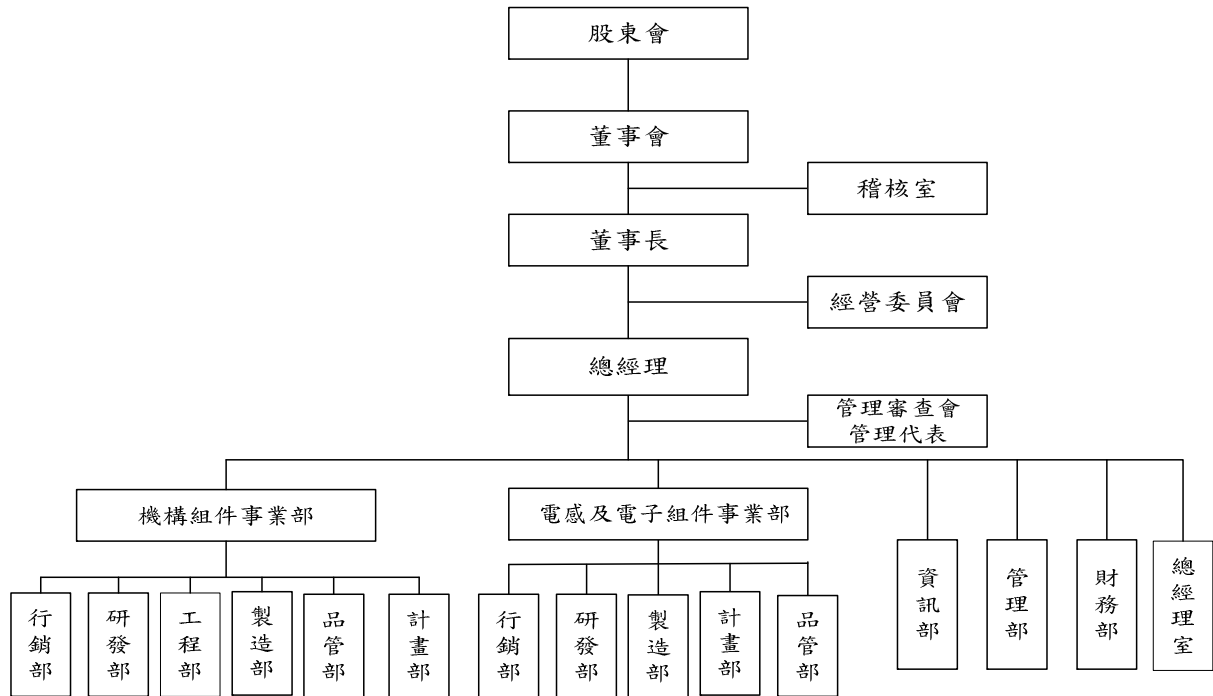 股東會
董事會
稽核室
董事長
經營委員會
總經理
管理審查會
管理代表
機構組件事業部
電感及電子組件事業部
資訊部
管理部
財務部
總經理室
行銷部
研發部
工程部
製造部
品管部
計畫部
行銷部
研發部
製造部
計畫部
品管部